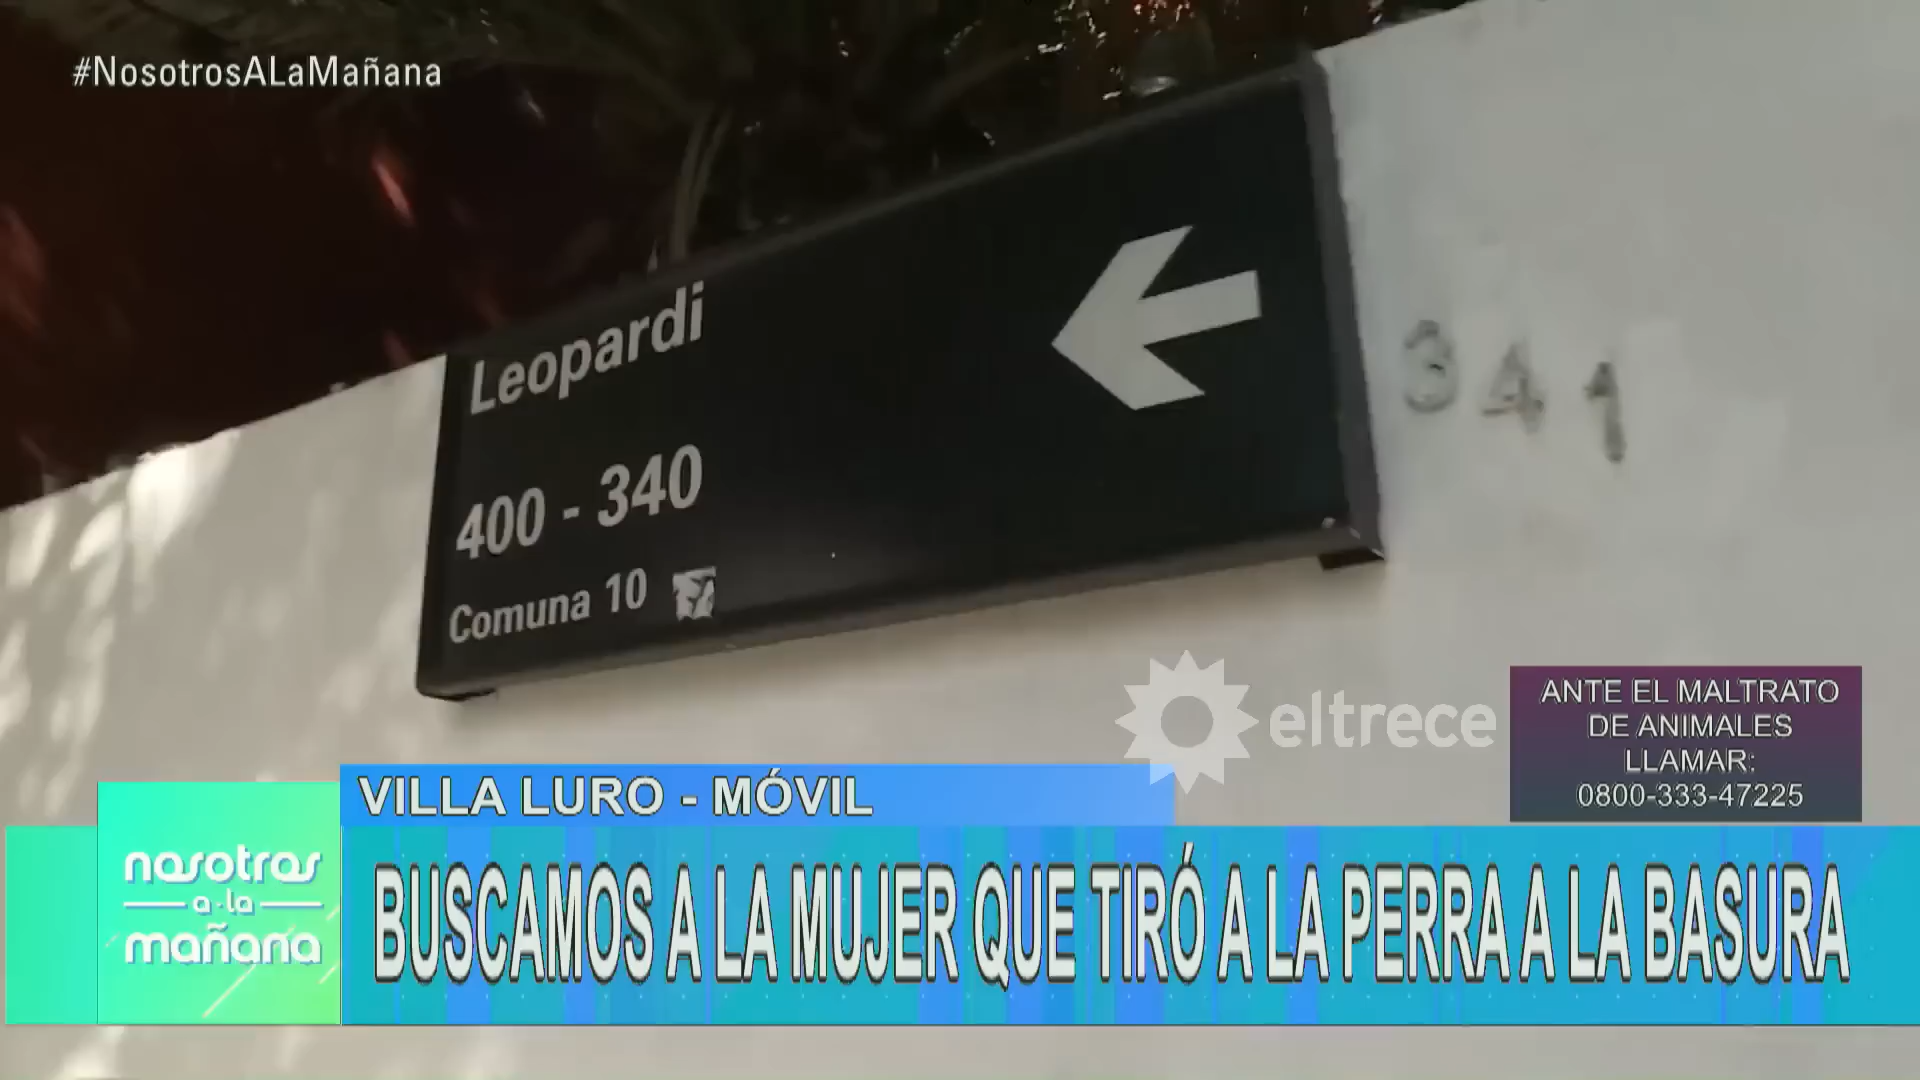 #NosotrosALaMañana
Leopardi
400 - 340
Comuna 10
341
eltrece
ANTE EL MALTRATO
DE ANIMALES
LLAMAR:
0800-333-47225
VILLA LURO - MÓVIL
nosotros
a·la
mañana
BUSCAMOS A LA MUJER QUE TIRÓ A LA PERRA A LA BASURA